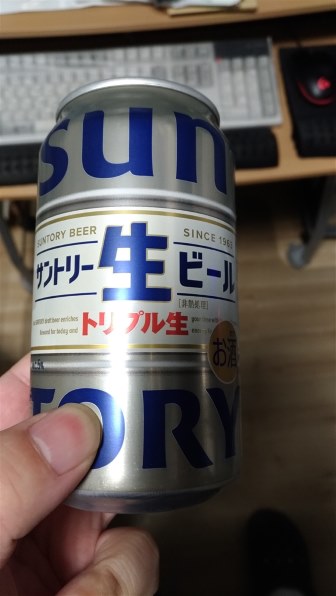 sun
SUNTORY BEER
SINCE 1963
サントリー生ビール
[非熱処理]
トリプル生
お酒
TORY